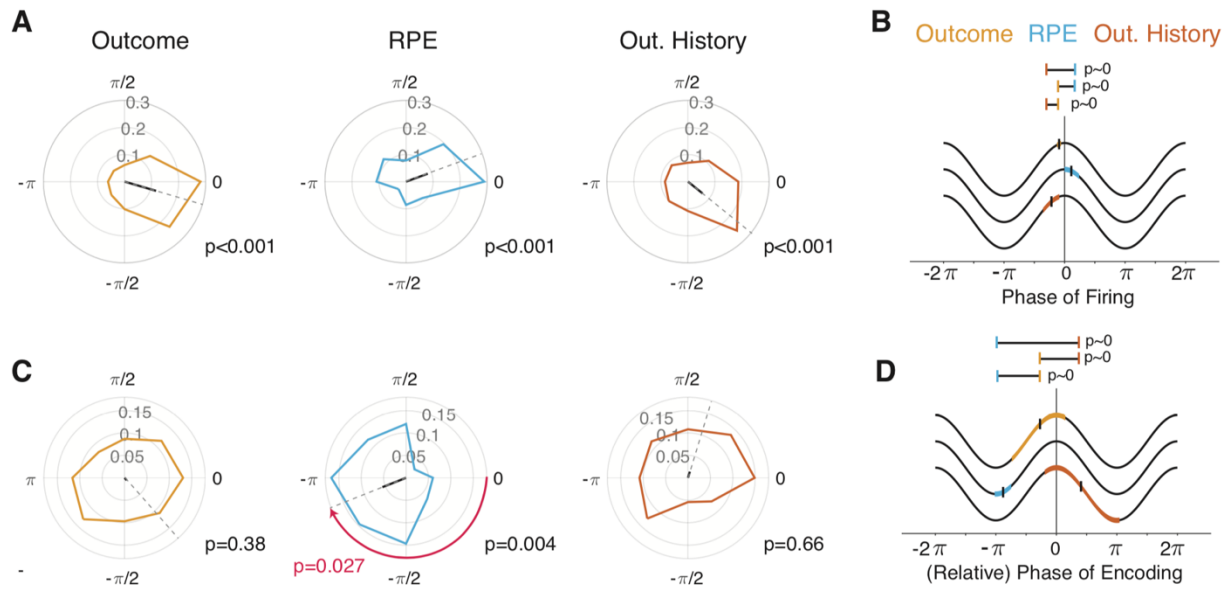 A
Outcome
RPE
Out. History
π/2
0.3
0.2
0.1
-π
0
p<0.001
-π/2
π/2
0.3
0.2
0.1
-π
0
p<0.001
-π/2
π/2
0.3
0.2
0.1
-π
0
p<0.001
-π/2
B
Outcome RPE Out. History
p~0
p~0
p~0
-2π -π 0 π 2π
Phase of Firing
C
π/2
0.15
0.1
0.05
π
0
p=0.38
-
-π/2
π/2
0.15
0.1
0.05
-π
0
p=0.004
p=0.027
-π/2
π/2
0.15
0.1
0.05
π
0
p=0.66
-π/2
D
p~0
p~0
p~0
-2π -π 0 π 2π
(Relative) Phase of Encoding